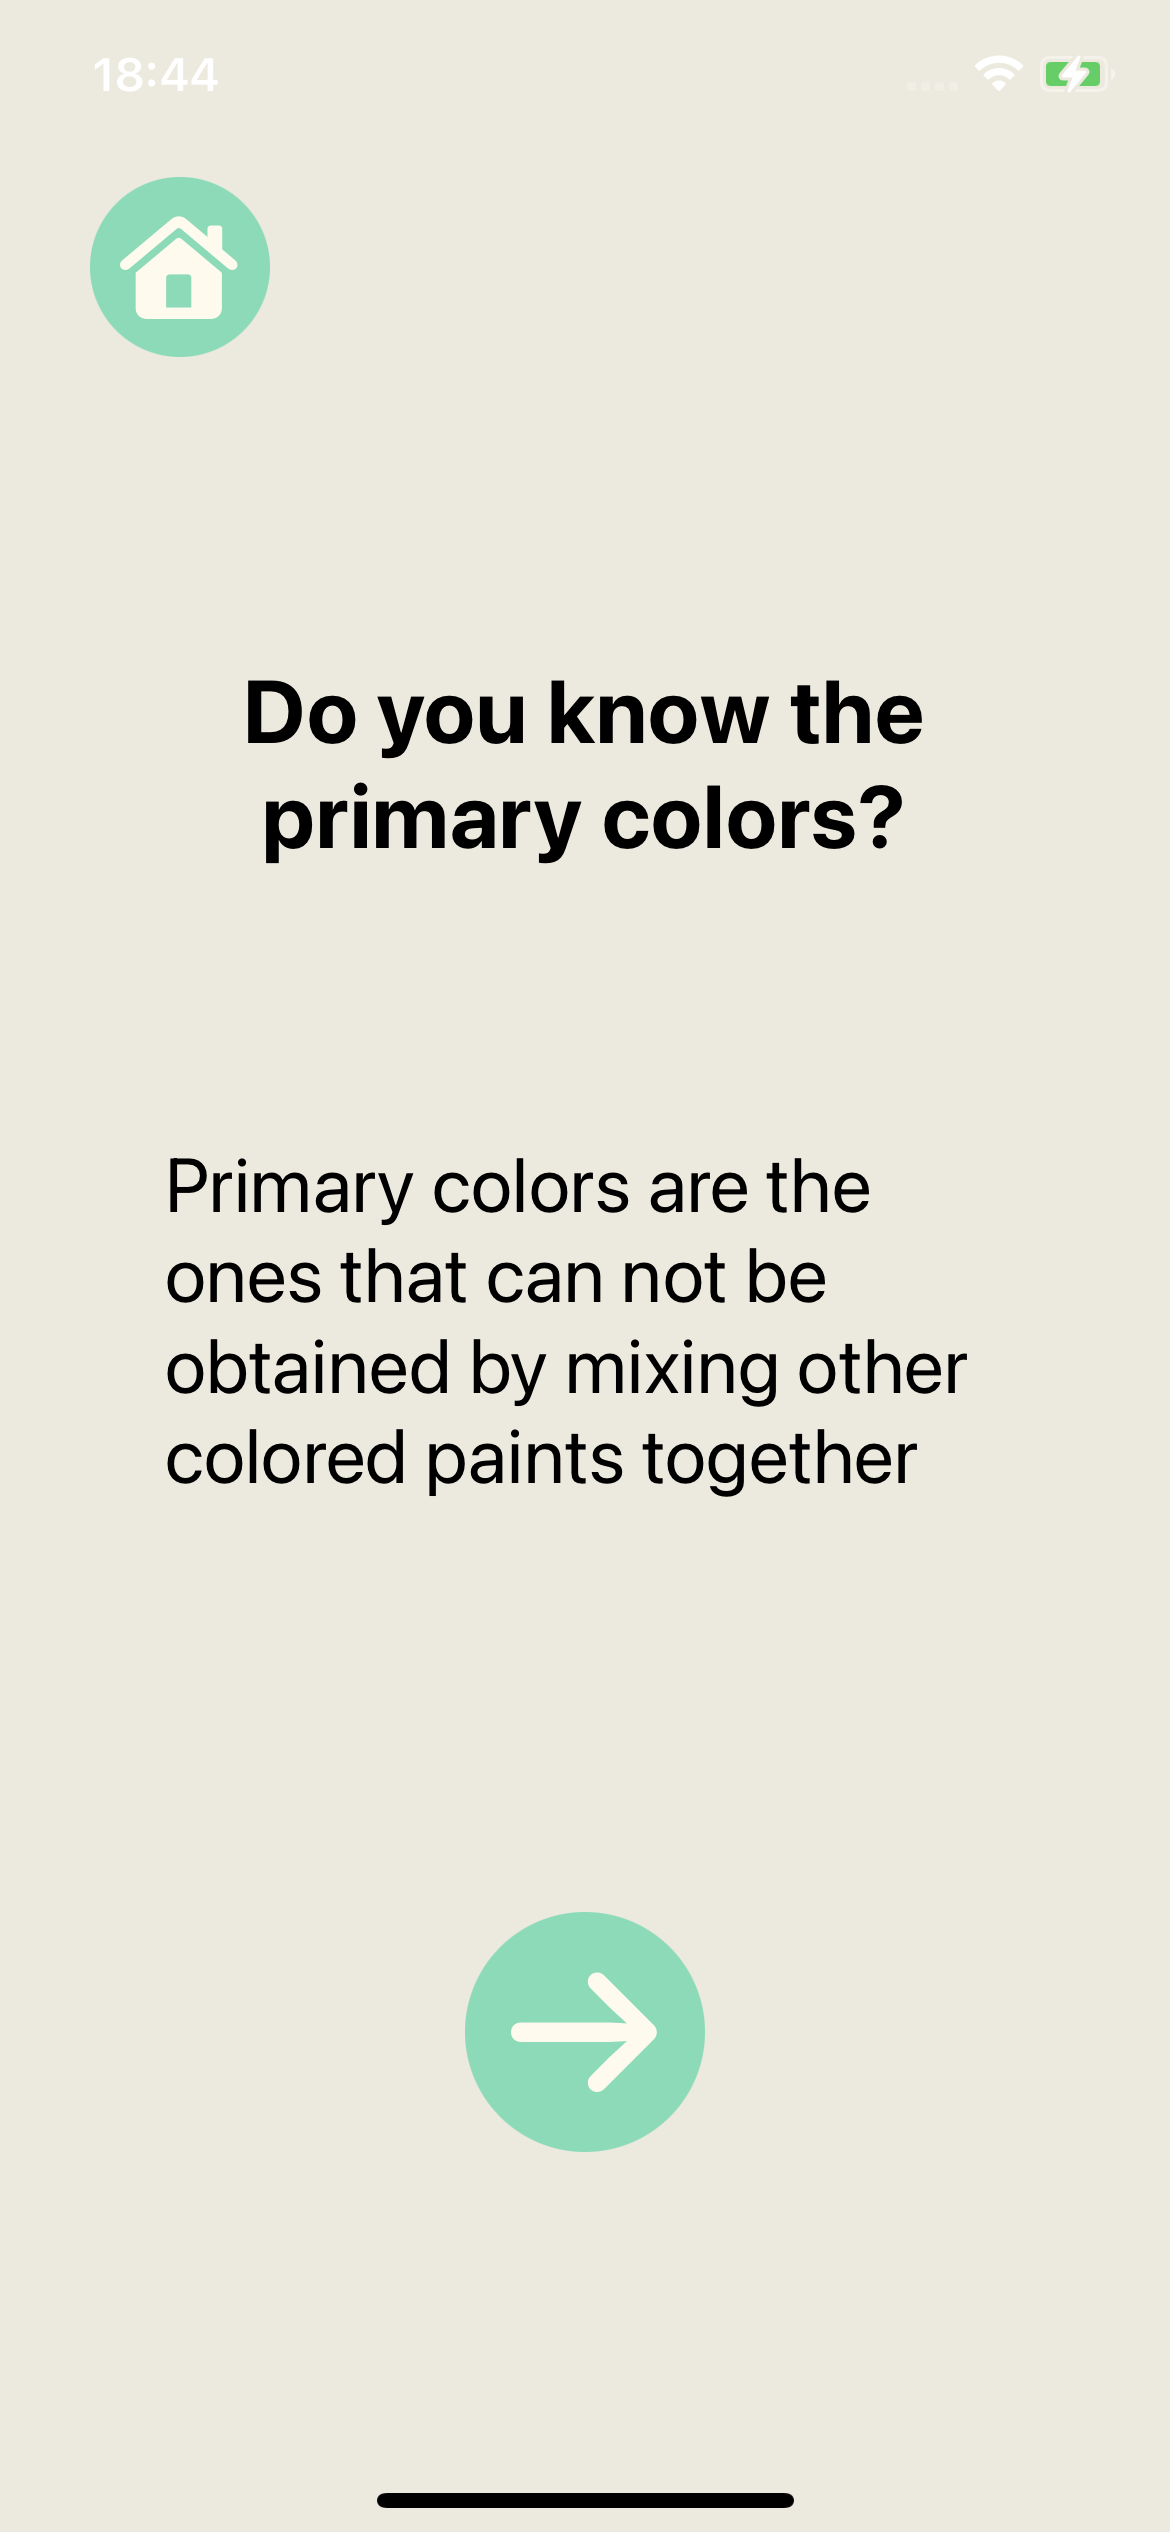 18:44
Do you know the
primary colors?
Primary colors are the
ones that can not be
obtained by mixing other
colored paints together